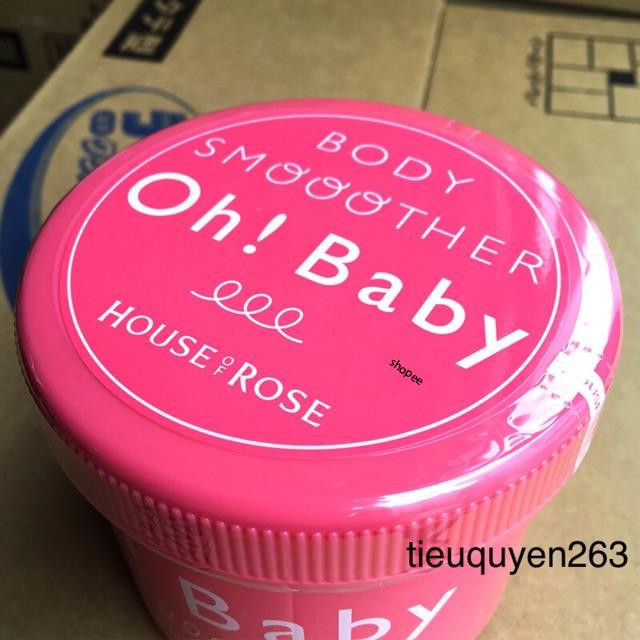 BODY
SMOOOTHER
Oh! Baby
HOUSE OF ROSE
shopee
tieuquyen263
Baby